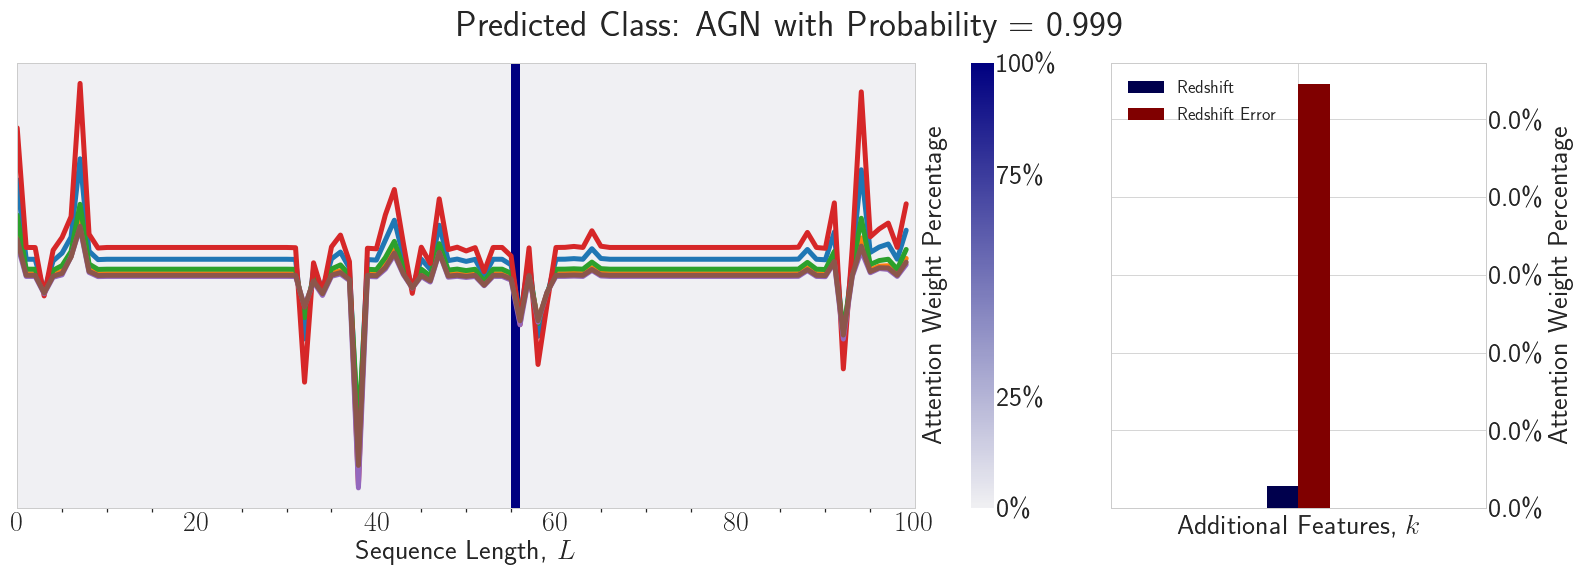 Predicted Class: AGN with Probability = 0.999
0
20
40
60
80
100
Sequence Length, L
Attention Weight Percentage
100%
75%
50%
25%
0%
Redshift
Redshift Error
0.0%
0.0%
0.0%
0.0%
0.0%
0.0%
Attention Weight Percentage
Additional Features, k